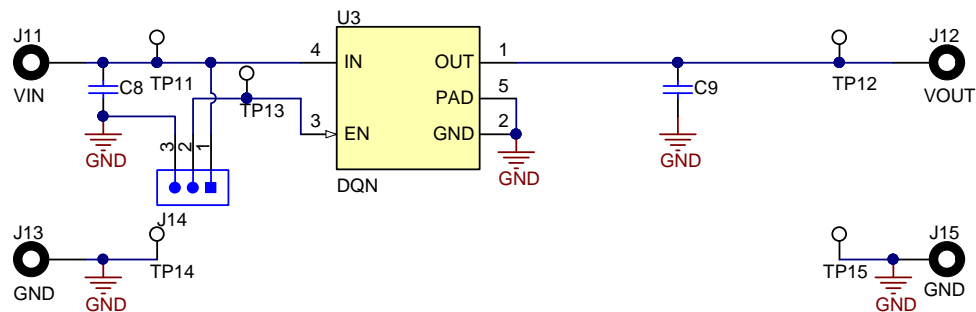 U3
J11
J12
4
IN
OUT
1
TP11
TP12
VIN
C8
TP13
PAD
5
C9
VOUT
3
EN
GND
2
GND
3
2
1
GND
GND
DQN
J14
J13
J15
TP14
TP15
GND
GND
GND
GND